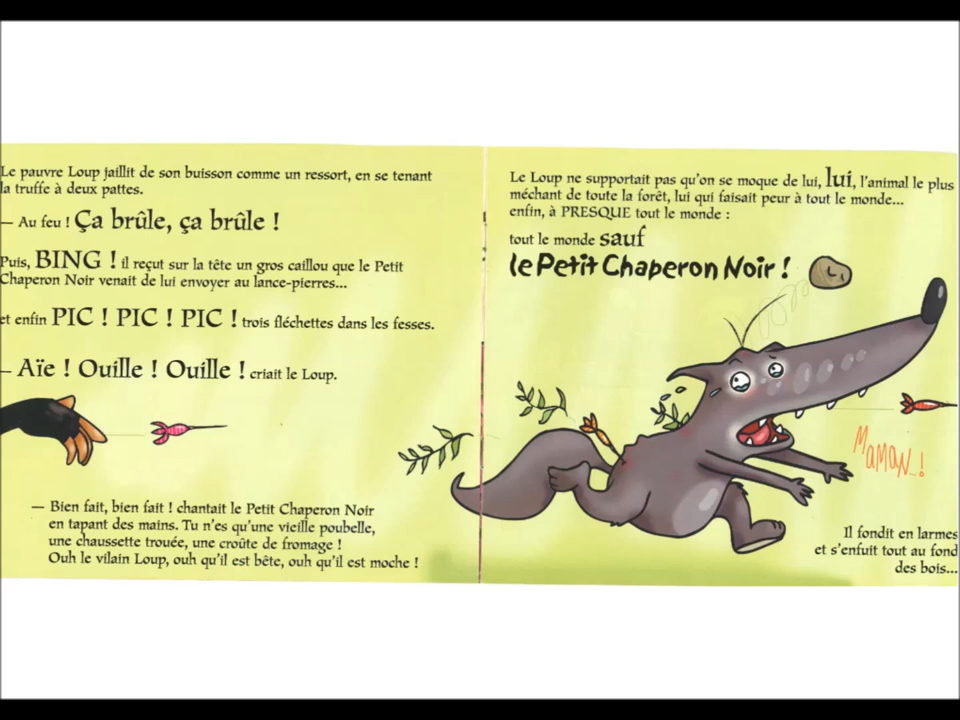 Le pauvre Loup jaillit de son buisson comme un ressort, en se tenant
la truffe à deux pattes.
— Au feu ! Ça brûle, ça brûle !
Puis, BING ! il reçut sur la tête un gros caillou que le Petit
Chaperon Noir venait de lui envoyer au lance-pierres...
et enfin PIC ! PIC ! PIC ! trois fléchettes dans les fesses.
— Aïe ! Ouille ! Ouille ! criait le Loup.
— Bien fait, bien fait ! chantait le Petit Chaperon Noir
en tapant des mains. Tu n'es qu'une vieille poubelle,
une chaussette trouée, une croûte de fromage !
Ouh le vilain Loup, ouh qu'il est bête, ouh qu'il est moche !
Le Loup ne supportait pas qu'on se moque de lui, lui, l'animal le plus
méchant de toute la forêt, lui qui faisait peur à tout le monde...
enfin, à PRESQUE tout le monde :
tout le monde sauf
le Petit Chaperon Noir !
MaMaN..!
Il fondit en larmes
et s'enfuit tout au fond
des bois...